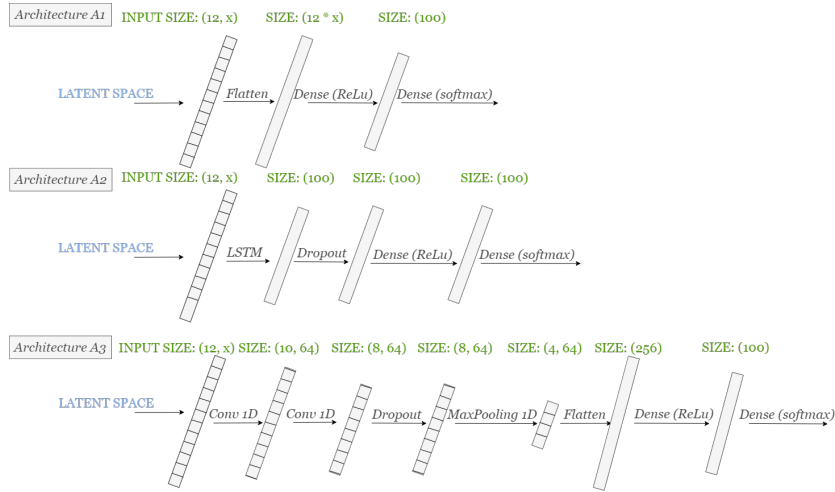 Architecture A1 INPUT SIZE: (12, x) SIZE: (12 * x) SIZE: (100)
LATENT SPACE Flatten Dense (ReLu) Dense (softmax)
Architecture A2 INPUT SIZE: (12, x) SIZE: (100) SIZE: (100) SIZE: (100)
LATENT SPACE LSTM Dropout Dense (ReLu) Dense (softmax)
Architecture A3 INPUT SIZE: (12, x) SIZE: (10, 64) SIZE: (8, 64) SIZE: (8, 64) SIZE: (4, 64) SIZE: (256) SIZE: (100)
LATENT SPACE Conv 1D Conv 1D Dropout MaxPooling 1D Flatten Dense (ReLu) Dense (softmax)